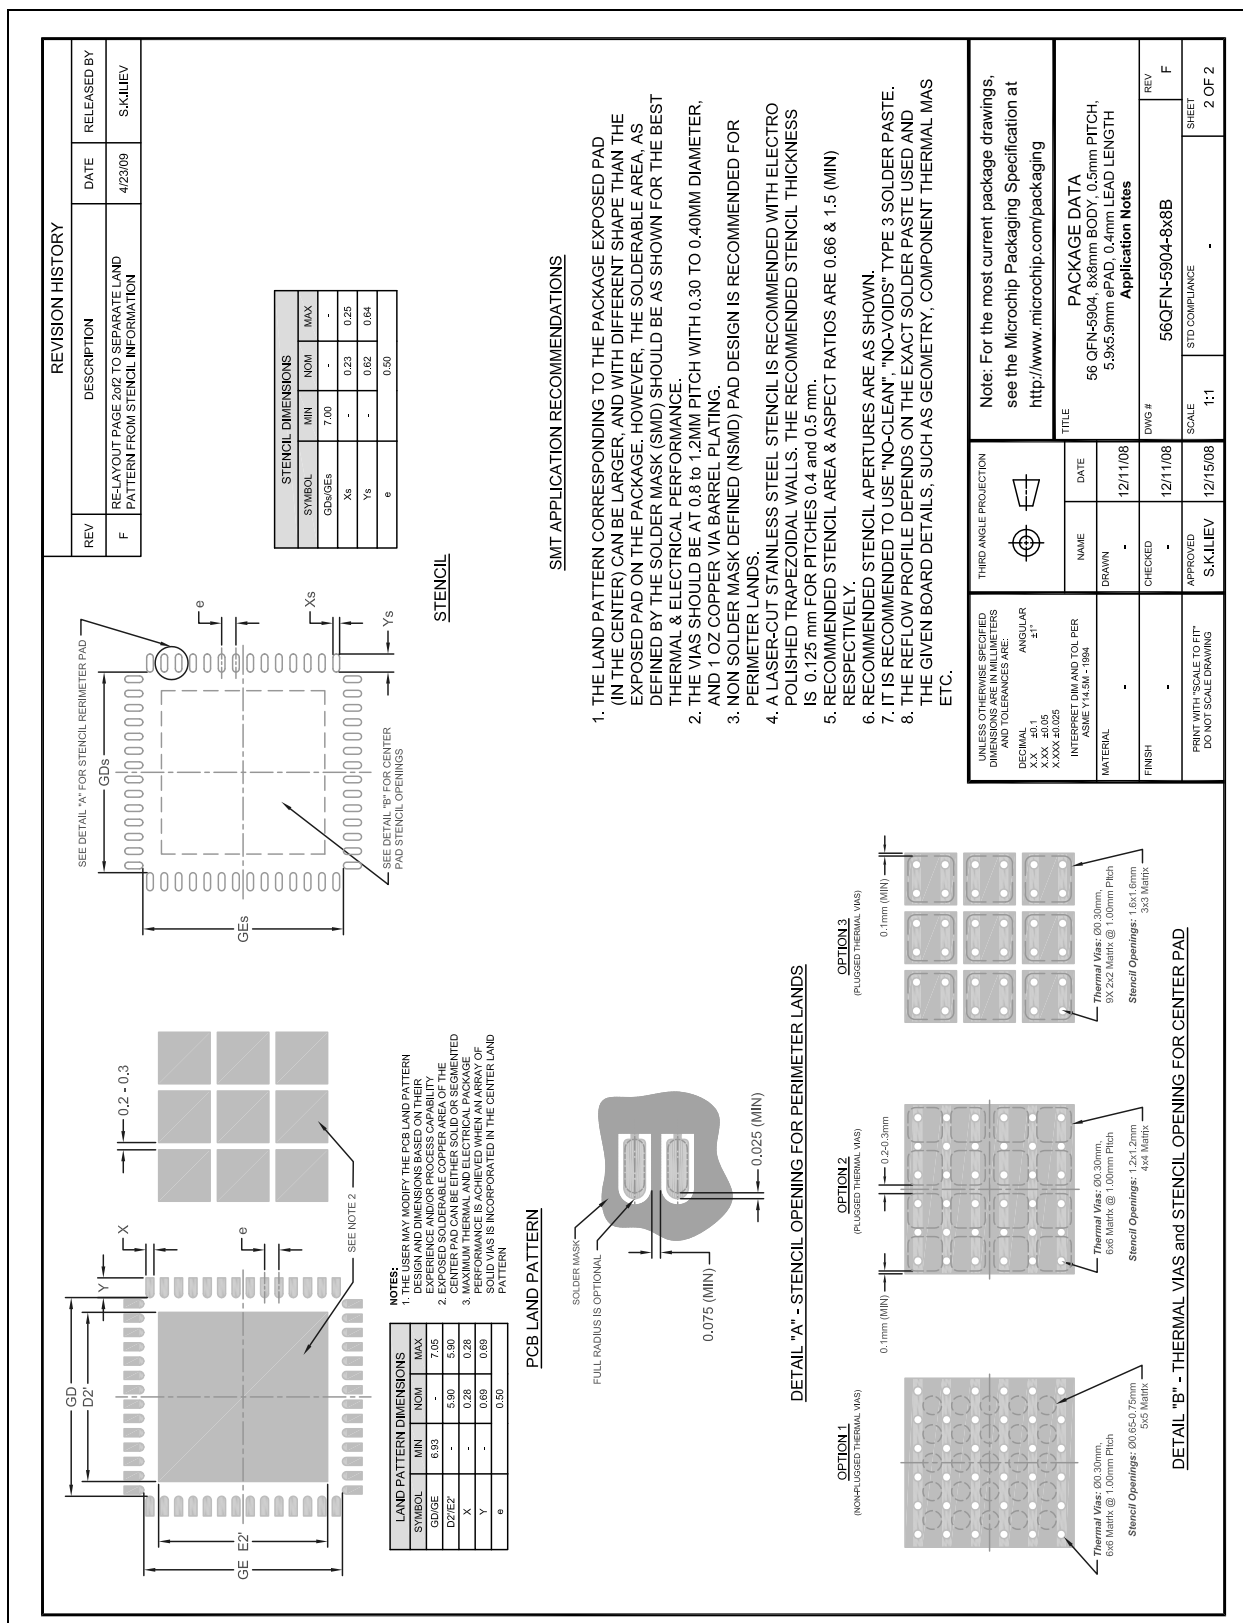 REVISION HISTORY
REV DESCRIPTION DATE RELEASED BY
F RE-LAYOUT PAGE 2of2 TO SEPARATE LAND 4/23/09 S.K.ILIEV
PATTERN FROM STENCIL INFORMATION
GD
D2'
X
Y
e
0.2 - 0.3
GE
E2'
SEE NOTE 2
LAND PATTERN DIMENSIONS
SYMBOL MIN NOM MAX
GD/GE 6.93 - 7.05
D2'/E2' - 5.90 5.90
X - 0.28 0.28
Y - 0.69 0.69
e 0.50
NOTES:
1. THE USER MAY MODIFY THE PCB LAND PATTERN
DESIGN AND DIMENSIONS BASED ON THEIR
EXPERIENCE AND/OR PROCESS CAPABILITY
2. EXPOSED SOLDERABLE COPPER AREA OF THE
CENTER PAD CAN BE EITHER SOLID OR SEGMENTED
3. MAXIMUM THERMAL AND ELECTRICAL PACKAGE
PERFORMANCE IS ACHIEVED WHEN AN ARRAY OF
SOLID VIAS IS INCORPORATED IN THE CENTER LAND
PATTERN
PCB LAND PATTERN
SEE DETAIL "A" FOR STENCIL RERIMETER PAD
GDs
GEs
e
Xs
Ys
SEE DETAIL "B" FOR CENTER
PAD STENCIL OPENINGS
STENCIL DIMENSIONS
SYMBOL MIN NOM MAX
GDs/GEs 7.00 - -
Xs - 0.23 0.25
Ys - 0.62 0.64
e 0.50
STENCIL
SOLDER MASK
FULL RADIUS IS OPTIONAL
0.075 (MIN)
0.025 (MIN)
DETAIL "A" - STENCIL OPENING FOR PERIMETER LANDS
SMT APPLICATION RECOMMENDATIONS
1. THE LAND PATTERN CORRESPONDING TO THE PACKAGE EXPOSED PAD
(IN THE CENTER) CAN BE LARGER, AND WITH DIFFERENT SHAPE THAN THE
EXPOSED PAD ON THE PACKAGE. HOWEVER, THE SOLDERABLE AREA, AS
DEFINED BY THE SOLDER MASK (SMD) SHOULD BE AS SHOWN FOR THE BEST
THERMAL & ELECTRICAL PERFORMANCE.
2. THE VIAS SHOULD BE AT 0.8 to 1.2MM PITCH WITH 0.30 TO 0.40MM DIAMETER,
AND 1 OZ COPPER VIA BARREL PLATING.
3. NON SOLDER MASK DEFINED (NSMD) PAD DESIGN IS RECOMMENDED FOR
PERIMETER LANDS.
4. A LASER-CUT STAINLESS STEEL STENCIL IS RECOMMENDED WITH ELECTRO
POLISHED TRAPEZOIDAL WALLS. THE RECOMMENDED STENCIL THICKNESS
IS 0.125 mm FOR PITCHES 0.4 and 0.5 mm.
5. RECOMMENDED STENCIL AREA & ASPECT RATIOS ARE 0.66 & 1.5 (MIN)
RESPECTIVELY.
6. RECOMMENDED STENCIL APERTURES ARE AS SHOWN.
7. IT IS RECOMMENDED TO USE "NO-CLEAN", "NO-VOIDS" TYPE 3 SOLDER PASTE.
8. THE REFLOW PROFILE DEPENDS ON THE EXACT SOLDER PASTE USED AND
THE GIVEN BOARD DETAILS, SUCH AS GEOMETRY, COMPONENT THERMAL MAS
ETC.
OPTION 1
(NON-PLUGGED THERMAL VIAS)
Thermal Vias: Ø0.30mm,
6x6 Matrix @ 1.00mm Pitch
Stencil Openings: Ø0.65-0.75mm
5x5 Matrix
OPTION 2
(PLUGGED THERMAL VIAS)
0.1mm (MIN)
0.2-0.3mm
Thermal Vias: Ø0.30mm,
6x6 Matrix @ 1.00mm Pitch
Stencil Openings: 1.2x1.2mm
4x4 Matrix
OPTION 3
(PLUGGED THERMAL VIAS)
0.1mm (MIN)
Thermal Vias: Ø0.30mm,
9X 2x2 Matrix @ 1.00mm Pitch
Stencil Openings: 1.6x1.6mm
3x3 Matrix
DETAIL "B" - THERMAL VIAS and STENCIL OPENING FOR CENTER PAD
UNLESS OTHERWISE SPECIFIED
DIMENSIONS ARE IN MILLIMETERS
AND TOLERANCES ARE:
DECIMAL ANGULAR
X.X ±0.1 ±1°
X.XX ±0.05
X.XXX ±0.025
INTERPRET DIM AND TOL PER
ASME Y14.5M - 1994
MATERIAL
-
FINISH
-
PRINT WITH "SCALE TO FIT"
DO NOT SCALE DRAWING
THIRD ANGLE PROJECTION
NAME DATE
DRAWN
- 12/11/08
CHECKED
- 12/11/08
APPROVED
S.K.ILIEV 12/15/08
Note: For the most current package drawings,
see the Microchip Packaging Specification at
http://www.microchip.com/packaging
TITLE
PACKAGE DATA
56 QFN-5904, 8x8mm BODY, 0.5mm PITCH,
5.9x5.9mm ePAD, 0.4mm LEAD LENGTH
Application Notes
DWG # REV
56QFN-5904-8x8B F
SCALE STD COMPLIANCE SHEET
1:1 - 2 OF 2